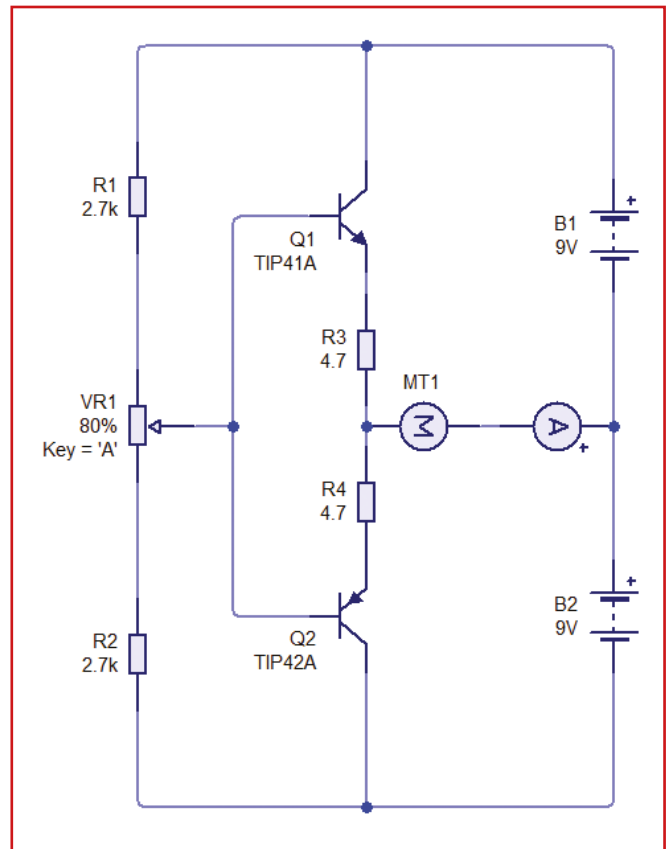 R1
2.7k
Q1
TIP41A
+
B1
9V
R3
4.7
MT1
VR1
80%
Key = 'A'
M
A
+
R4
4.7
+
B2
9V
R2
2.7k
Q2
TIP42A